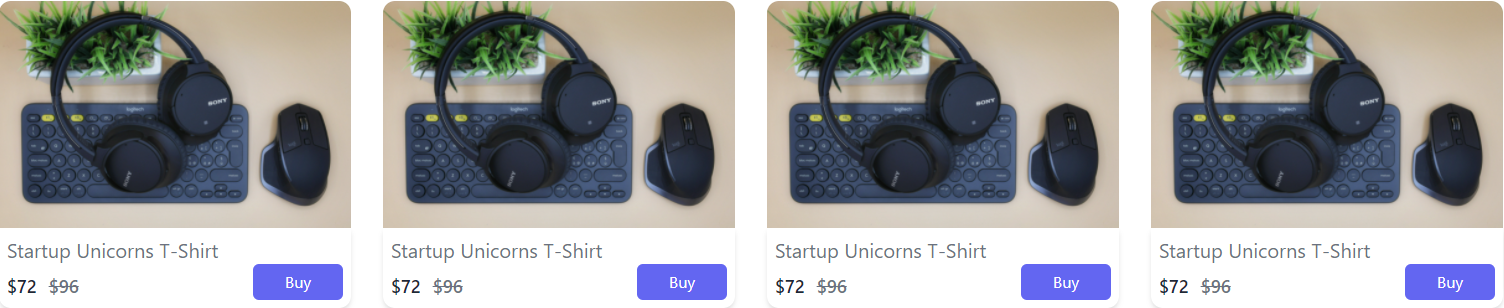 logitech logitech logitech logitech
SONY SONY SONY SONY
SONY SONY SONY SONY
Startup Unicorns T-Shirt Startup Unicorns T-Shirt Startup Unicorns T-Shirt Startup Unicorns T-Shirt
$72 $96 Buy $72 $96 Buy $72 $96 Buy $72 $96 Buy